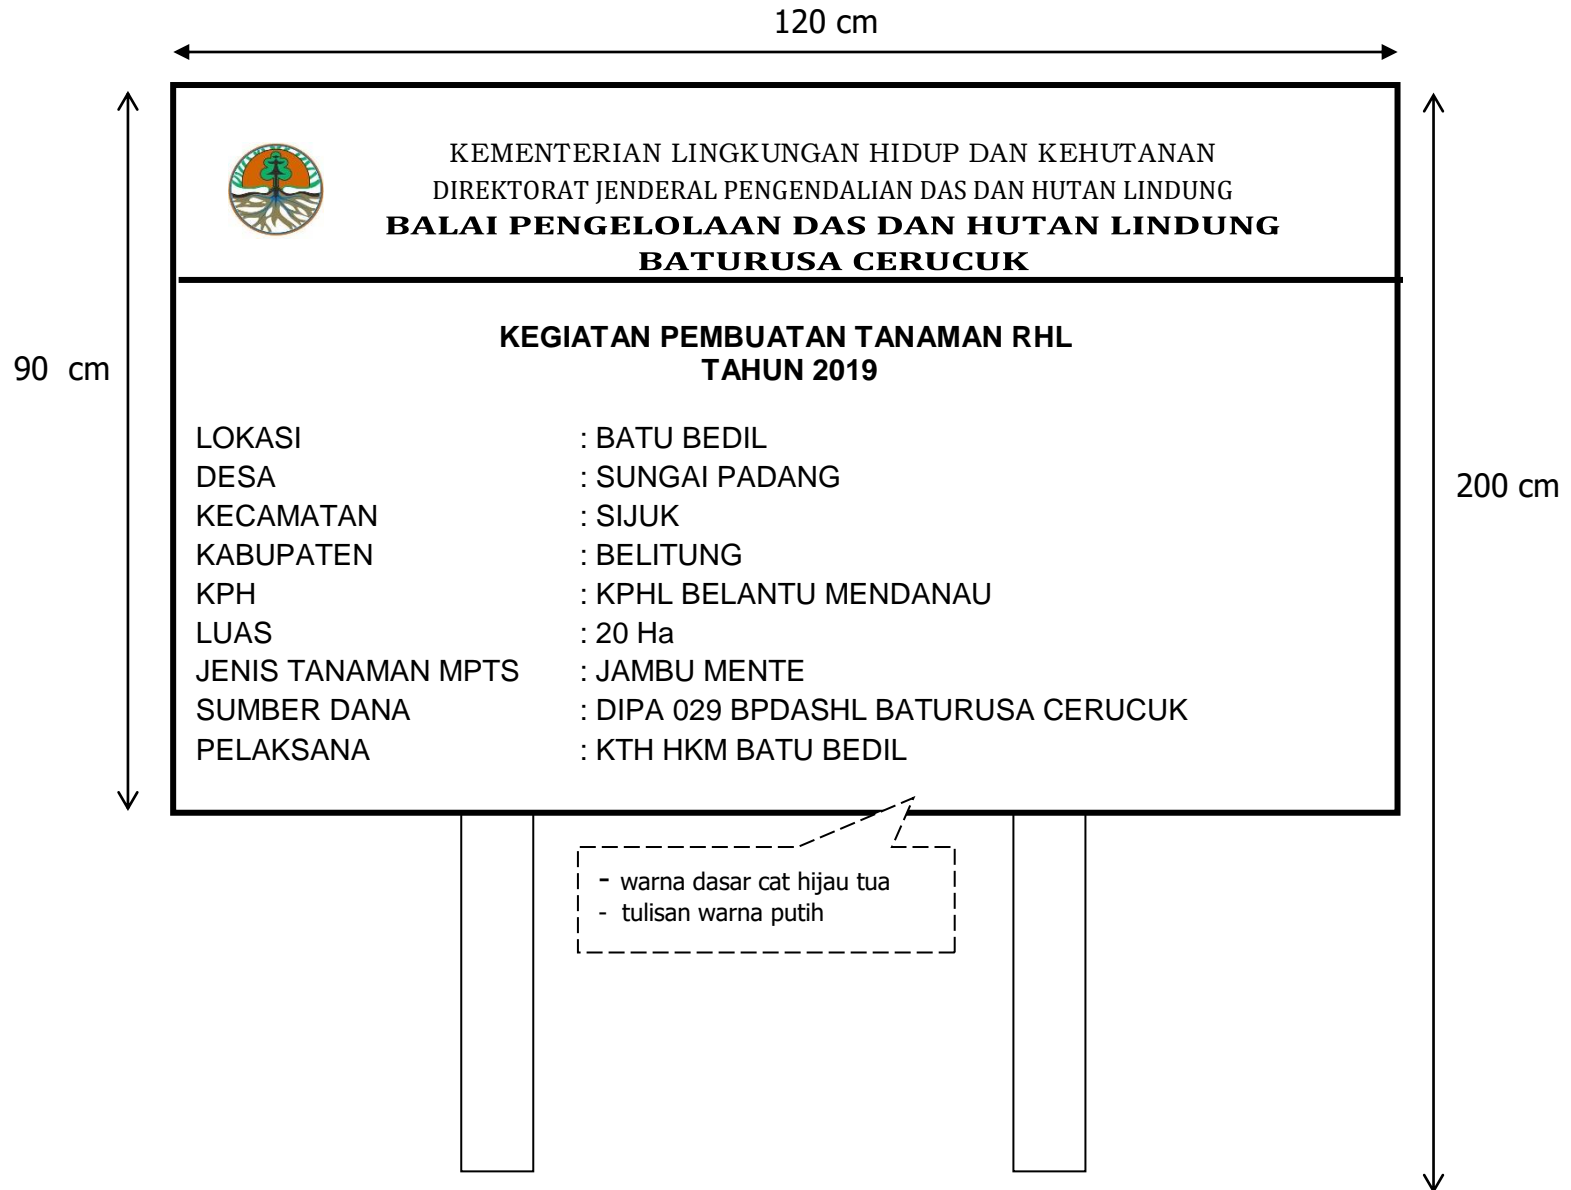 120 cm
KEMENTERIAN LINGKUNGAN HIDUP DAN KEHUTANAN
DIREKTORAT JENDERAL PENGENDALIAN DAS DAN HUTAN LINDUNG
BALAI PENGELOLAAN DAS DAN HUTAN LINDUNG
BATURUSA CERUCUK
KEGIATAN PEMBUATAN TANAMAN RHL
TAHUN 2019
90 cm
LOKASI : BATU BEDIL
DESA : SUNGAI PADANG
KECAMATAN : SIJUK
KABUPATEN : BELITUNG
KPH : KPHL BELANTU MENDANAU
LUAS : 20 Ha
JENIS TANAMAN MPTS : JAMBU MENTE
SUMBER DANA : DIPA 029 BPDASHL BATURUSA CERUCUK
PELAKSANA : KTH HKM BATU BEDIL
200 cm
- warna dasar cat hijau tua
- tulisan warna putih